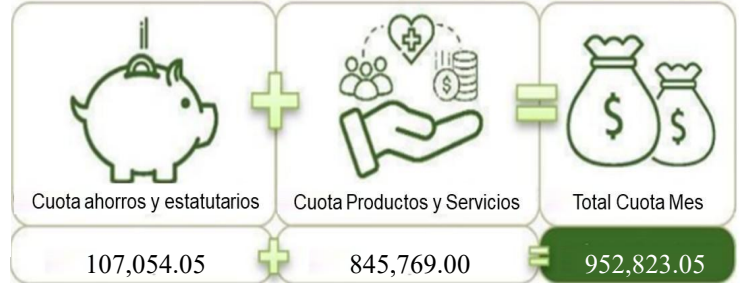 Cuota ahorros y estatutarios
Cuota Productos y Servicios
Total Cuota Mes
107,054.05 + 845,769.00 = 952,823.05